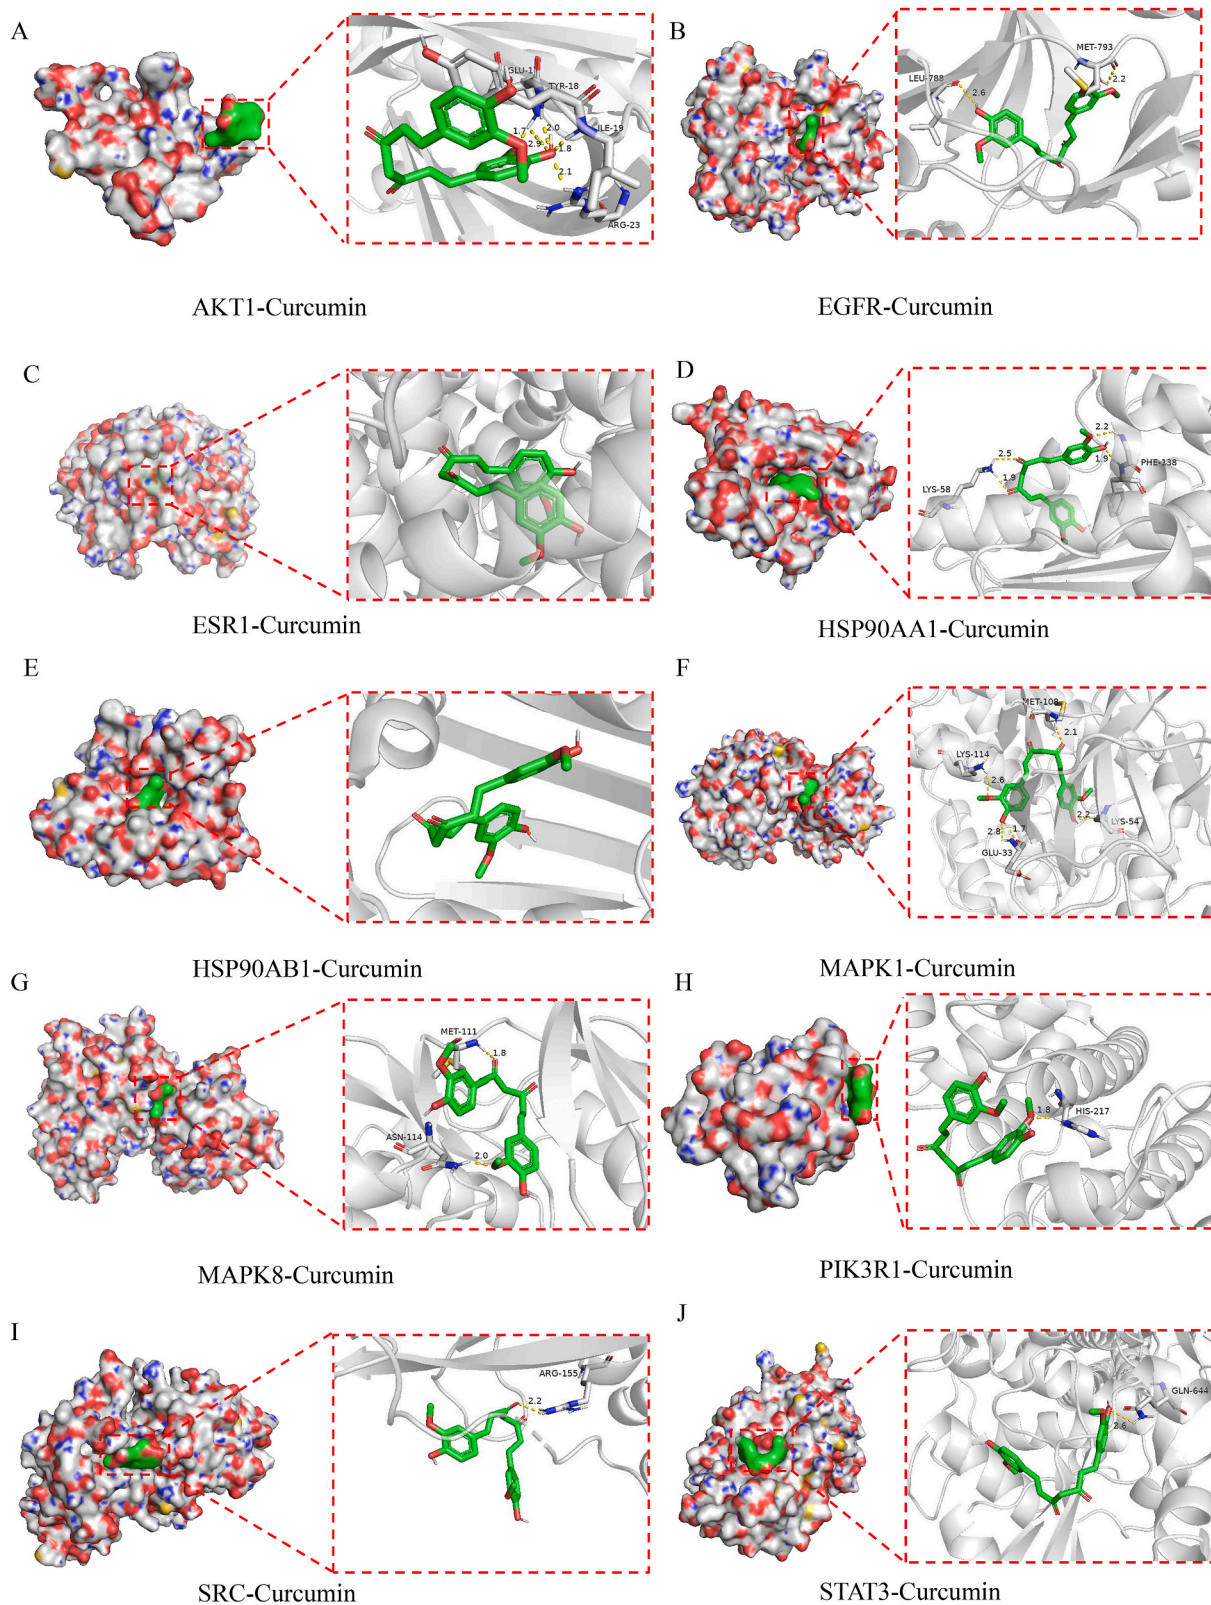 A
GLU-1
TYR-18
ILE-19
1.7
2.0
2.9
1.8
2.1
ARG-23
AKT1-Curcumin
B
MET-793
2.2
LEU-788
2.6
EGFR-Curcumin
C
ESR1-Curcumin
D
2.2
2.5
1.9
PHE-138
LYS-58
1.9
HSP90AA1-Curcumin
E
HSP90AB1-Curcumin
F
MET-108
2.1
LYS-114
2.6
2.2
LYS-54
2.8
1.7
GLU-33
MAPK1-Curcumin
G
MET-111
1.8
ASN-114
2.0
MAPK8-Curcumin
H
1.8
HIS-217
PIK3R1-Curcumin
I
ARG-155
2.2
SRC-Curcumin
J
GLN-644
2.6
STAT3-Curcumin